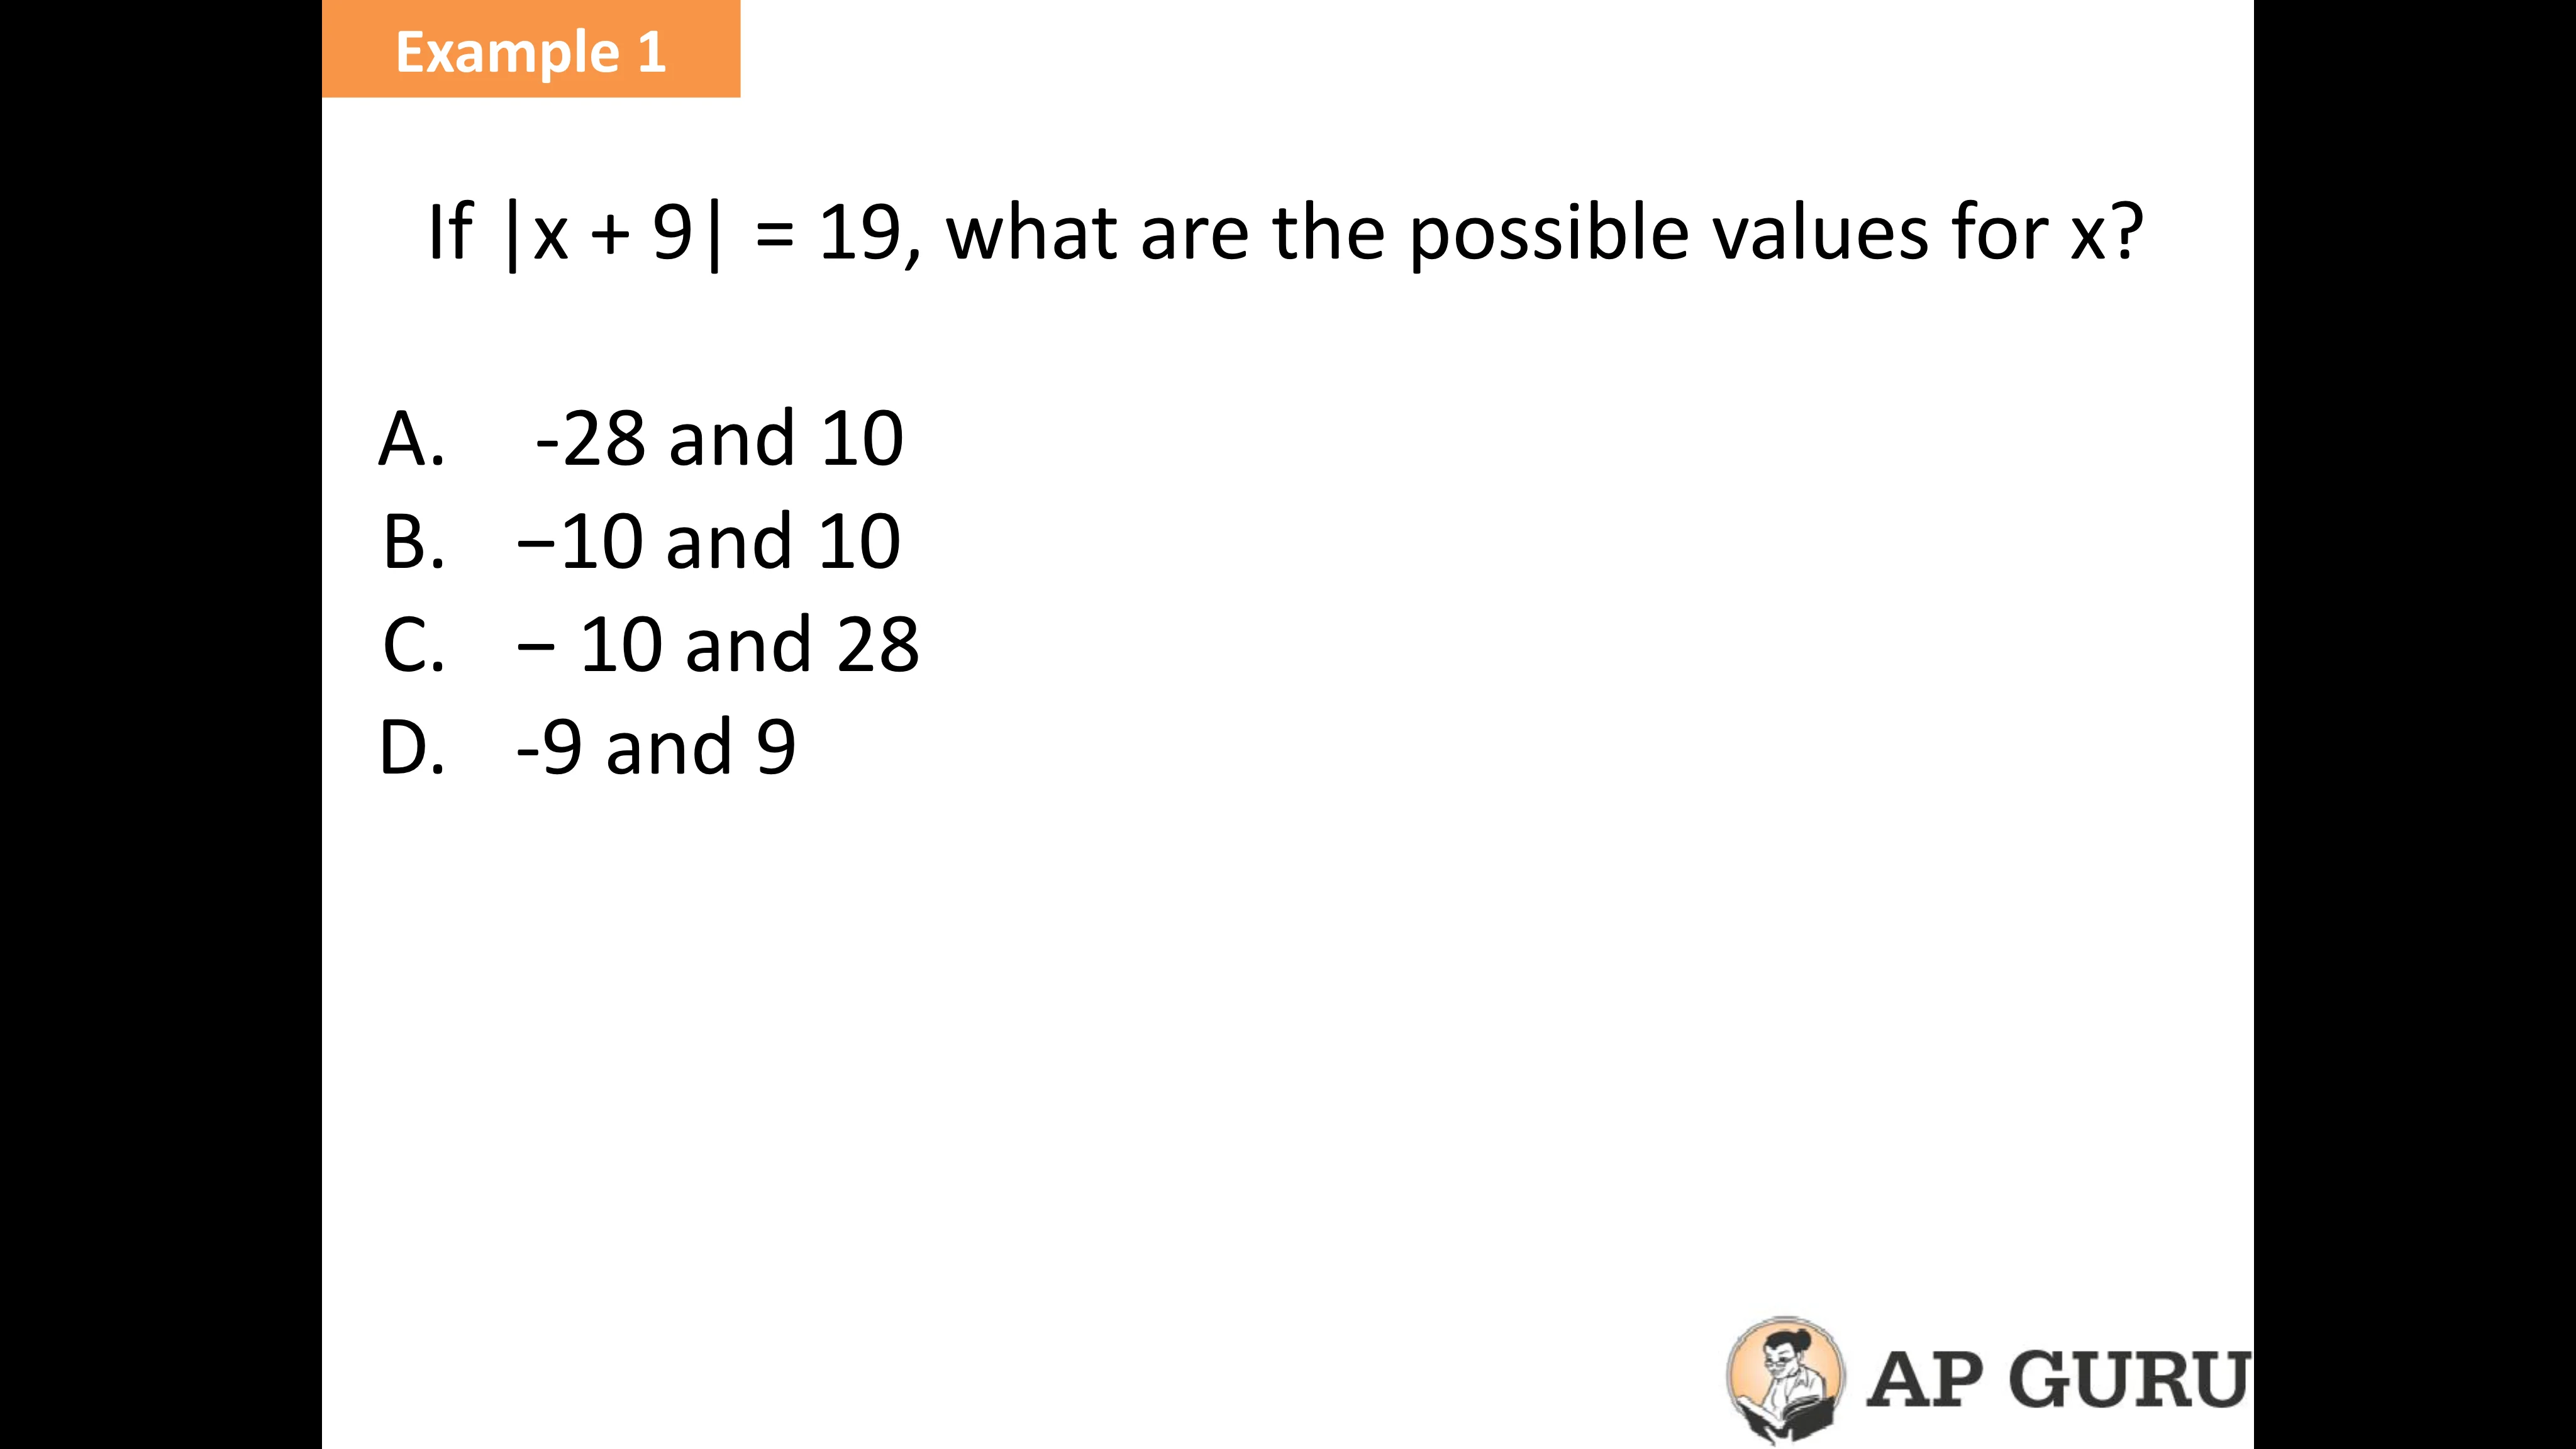 Example 1
If |x + 9| = 19, what are the possible values for x?
A. -28 and 10
B. −10 and 10
C. − 10 and 28
D. -9 and 9
AP GURU